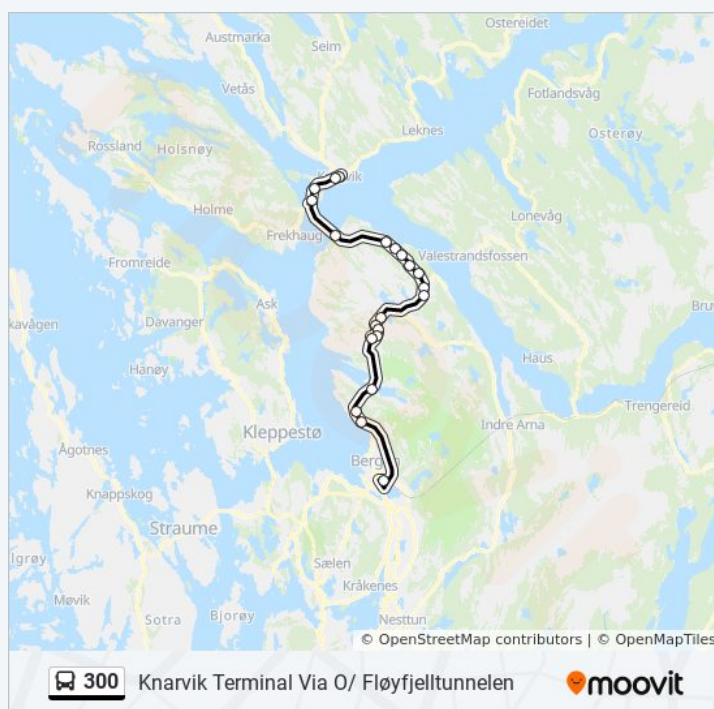 Austmarka
Seim
Ostereidet
Vetås
Fotlandsvåg
Leknes
Osterøy
Rossland
Holsnøy
Lonevåg
Holme
Frekhaug
Valestrandsfossen
Fromreide
Ask
Davanger
Haus
Hanøy
Trengereid
Indre Arna
Kleppestø
Ågotnes
Knappskog
Straume
Sælen
Kråkenes
Møvik
Sotra
Bjorøy
Nesttun
© OpenStreetMap contributors | © OpenMapTiles
300 Knarvik Terminal Via O/ Fløyfjelltunnelen moovit